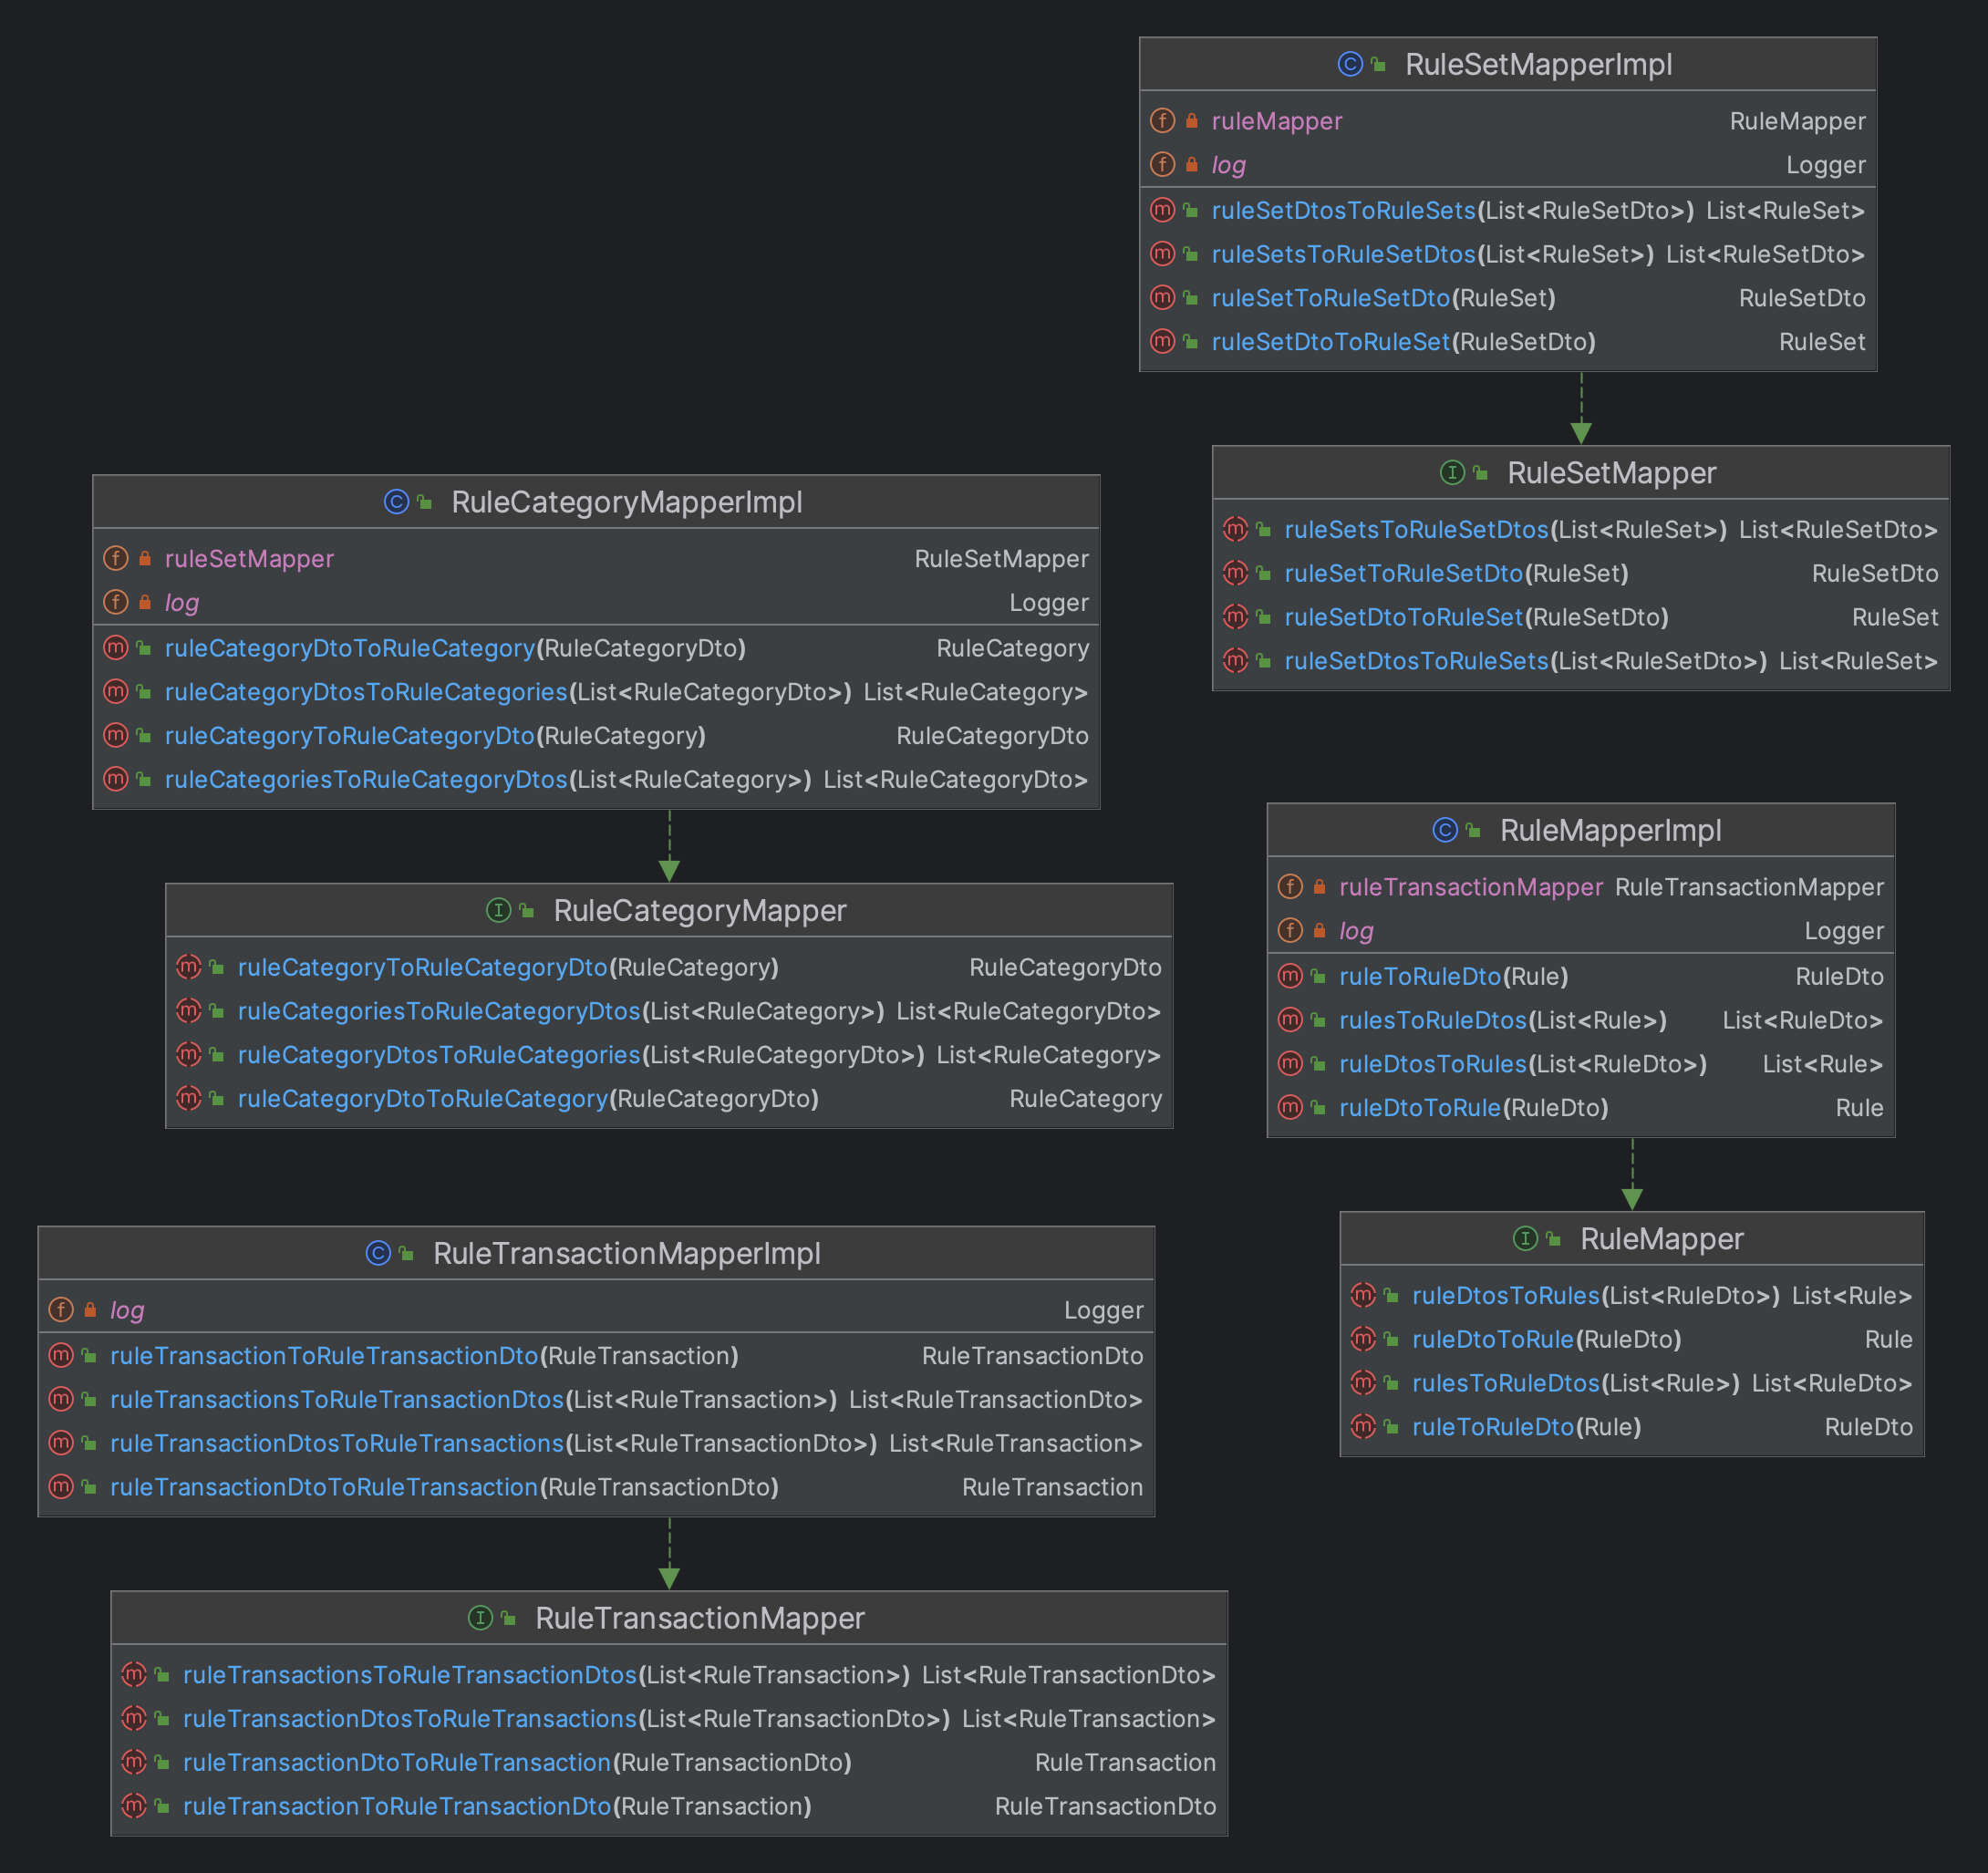 RuleSetMapperImpl
ruleMapper RuleMapper
log Logger
ruleSetDtosToRuleSets(List<RuleSetDto>) List<RuleSet>
ruleSetsToRuleSetDtos(List<RuleSet>) List<RuleSetDto>
ruleSetToRuleSetDto(RuleSet) RuleSetDto
ruleSetDtoToRuleSet(RuleSetDto) RuleSet
RuleSetMapper
ruleSetsToRuleSetDtos(List<RuleSet>) List<RuleSetDto>
ruleSetToRuleSetDto(RuleSet) RuleSetDto
ruleSetDtoToRuleSet(RuleSetDto) RuleSet
ruleSetDtosToRuleSets(List<RuleSetDto>) List<RuleSet>
RuleCategoryMapperImpl
ruleSetMapper RuleSetMapper
log Logger
ruleCategoryDtoToRuleCategory(RuleCategoryDto) RuleCategory
ruleCategoryDtosToRuleCategories(List<RuleCategoryDto>) List<RuleCategory>
ruleCategoryToRuleCategoryDto(RuleCategory) RuleCategoryDto
ruleCategoriesToRuleCategoryDtos(List<RuleCategory>) List<RuleCategoryDto>
RuleCategoryMapper
ruleCategoryToRuleCategoryDto(RuleCategory) RuleCategoryDto
ruleCategoriesToRuleCategoryDtos(List<RuleCategory>) List<RuleCategoryDto>
ruleCategoryDtosToRuleCategories(List<RuleCategoryDto>) List<RuleCategory>
ruleCategoryDtoToRuleCategory(RuleCategoryDto) RuleCategory
RuleMapperImpl
ruleTransactionMapper RuleTransactionMapper
log Logger
ruleToRuleDto(Rule) RuleDto
rulesToRuleDtos(List<Rule>) List<RuleDto>
ruleDtosToRules(List<RuleDto>) List<Rule>
ruleDtoToRule(RuleDto) Rule
RuleMapper
ruleDtosToRules(List<RuleDto>) List<Rule>
ruleDtoToRule(RuleDto) Rule
rulesToRuleDtos(List<Rule>) List<RuleDto>
ruleToRuleDto(Rule) RuleDto
RuleTransactionMapperImpl
log Logger
ruleTransactionToRuleTransactionDto(RuleTransaction) RuleTransactionDto
ruleTransactionsToRuleTransactionDtos(List<RuleTransaction>) List<RuleTransactionDto>
ruleTransactionDtosToRuleTransactions(List<RuleTransactionDto>) List<RuleTransaction>
ruleTransactionDtoToRuleTransaction(RuleTransactionDto) RuleTransaction
RuleTransactionMapper
ruleTransactionsToRuleTransactionDtos(List<RuleTransaction>) List<RuleTransactionDto>
ruleTransactionDtosToRuleTransactions(List<RuleTransactionDto>) List<RuleTransaction>
ruleTransactionDtoToRuleTransaction(RuleTransactionDto) RuleTransaction
ruleTransactionToRuleTransactionDto(RuleTransaction) RuleTransactionDto